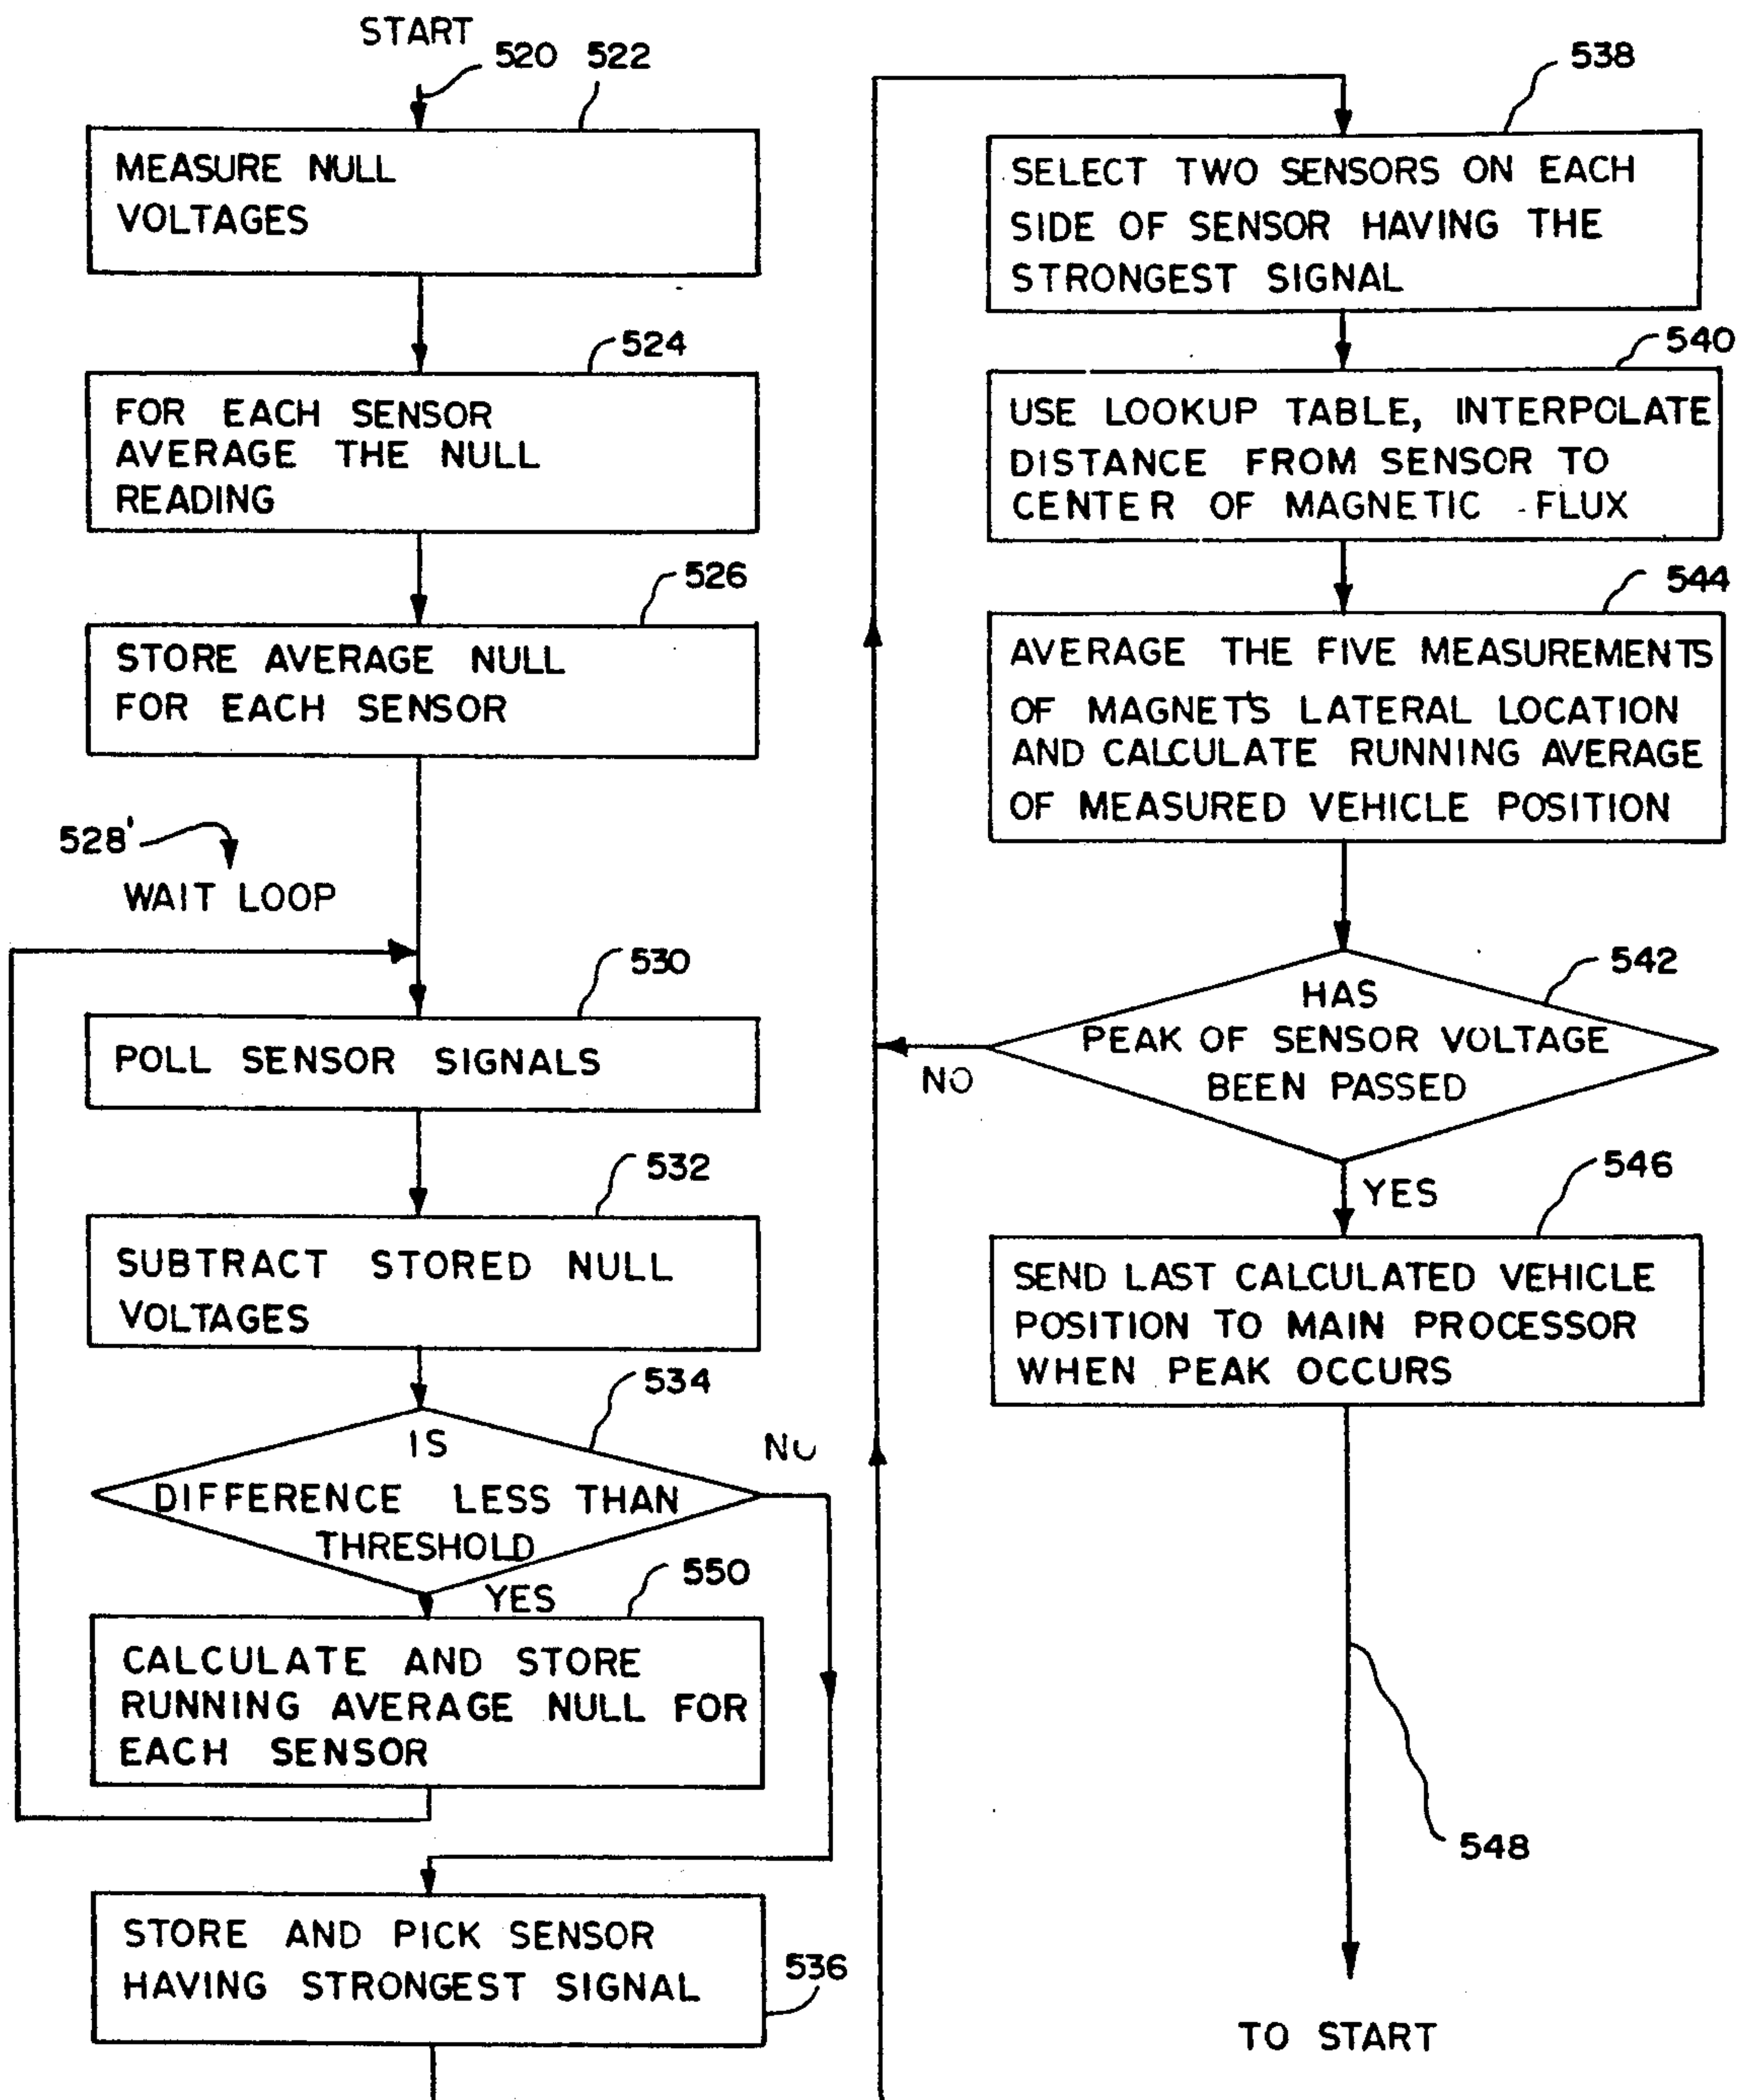 START
520
522
MEASURE NULL
VOLTAGES
524
FOR EACH SENSOR
AVERAGE THE NULL
READING
526
STORE AVERAGE NULL
FOR EACH SENSOR
528'
WAIT LOOP
530
POLL SENSOR SIGNALS
532
SUBTRACT STORED NULL
VOLTAGES
534
IS
DIFFERENCE LESS THAN
THRESHOLD
NO
YES
550
CALCULATE AND STORE
RUNNING AVERAGE NULL FOR
EACH SENSOR
STORE AND PICK SENSOR
HAVING STRONGEST SIGNAL
536
538
SELECT TWO SENSORS ON EACH
SIDE OF SENSOR HAVING THE
STRONGEST SIGNAL
540
USE LOOKUP TABLE, INTERPOLATE
DISTANCE FROM SENSOR TO
CENTER OF MAGNETIC FLUX
544
AVERAGE THE FIVE MEASUREMENTS
OF MAGNET'S LATERAL LOCATION
AND CALCULATE RUNNING AVERAGE
OF MEASURED VEHICLE POSITION
542
HAS
PEAK OF SENSOR VOLTAGE
BEEN PASSED
NO
YES
546
SEND LAST CALCULATED VEHICLE
POSITION TO MAIN PROCESSOR
WHEN PEAK OCCURS
548
TO START